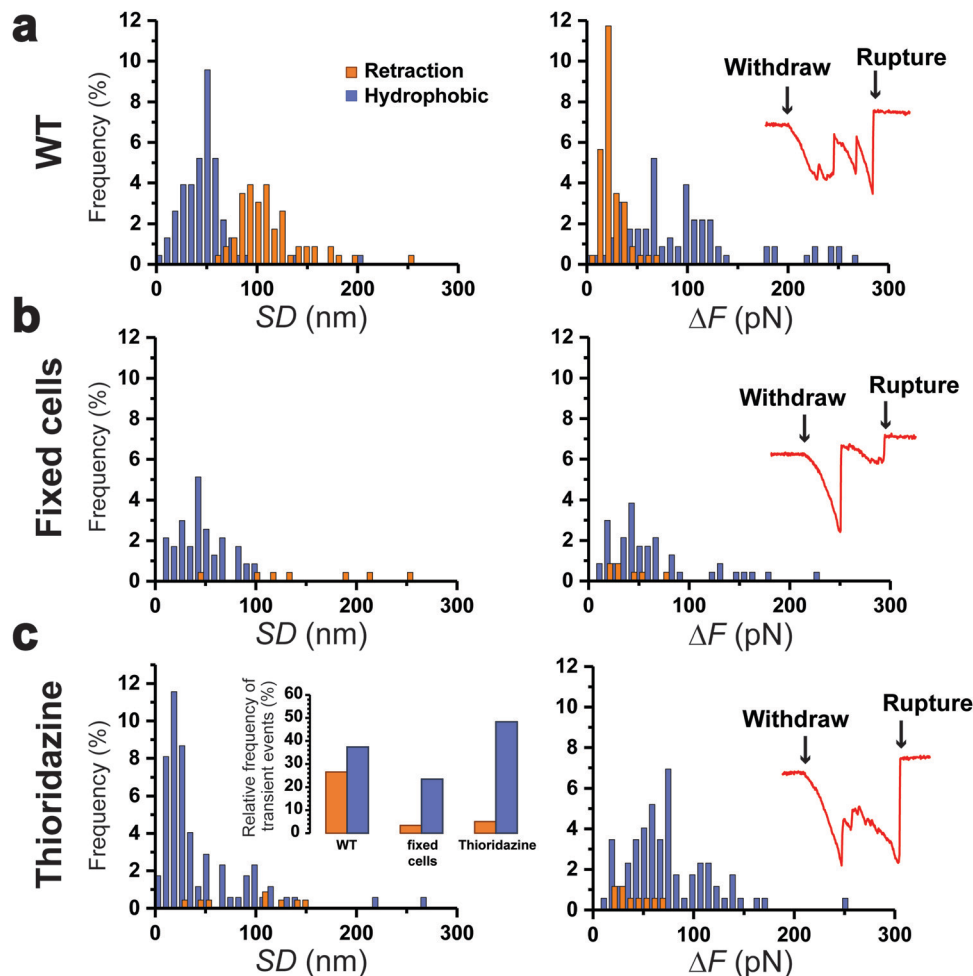 a
WT
Frequency (%)
12
10
8
6
4
2
0
0
100
200
300
SD (nm)
Retraction
Hydrophobic
12
10
8
6
4
2
0
0
100
200
300
ΔF (pN)
Withdraw
Rupture
b
Fixed cells
Frequency (%)
12
10
8
6
4
2
0
0
100
200
300
SD (nm)
12
10
8
6
4
2
0
0
100
200
300
ΔF (pN)
Withdraw
Rupture
c
Thioridazine
Frequency (%)
12
10
8
6
4
2
0
0
100
200
300
SD (nm)
Relative frequency of
transient events (%)
60
50
40
30
20
10
0
WT
fixed
cells
Thioridazine
12
10
8
6
4
2
0
0
100
200
300
ΔF (pN)
Withdraw
Rupture